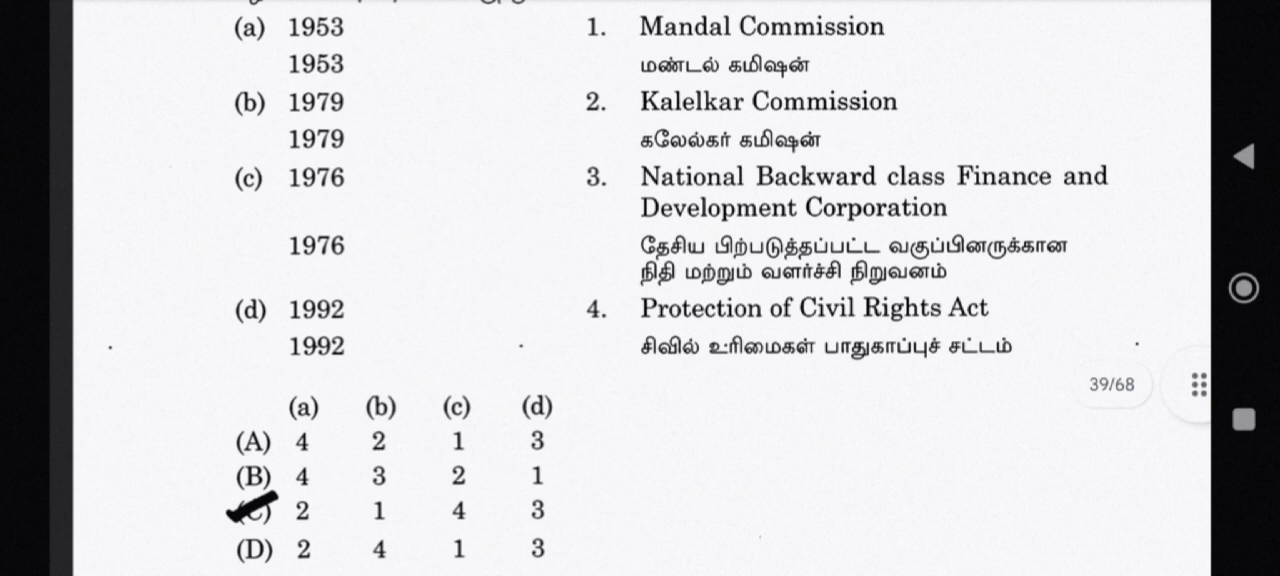 (a) 1953 1. Mandal Commission
1953 மண்டல் கமிஷன்
(b) 1979 2. Kalelkar Commission
1979 கலேல்கர் கமிஷன்
(c) 1976 3. National Backward class Finance and
Development Corporation
1976 தேசிய பிற்படுத்தப்பட்ட வகுப்பினருக்கான
நிதி மற்றும் வளர்ச்சி நிறுவனம்
(d) 1992 4. Protection of Civil Rights Act
1992 சிவில் உரிமைகள் பாதுகாப்புச் சட்டம்
39/68
(a) (b) (c) (d)
(A) 4 2 1 3
(B) 4 3 2 1
(C) 2 1 4 3
(D) 2 4 1 3